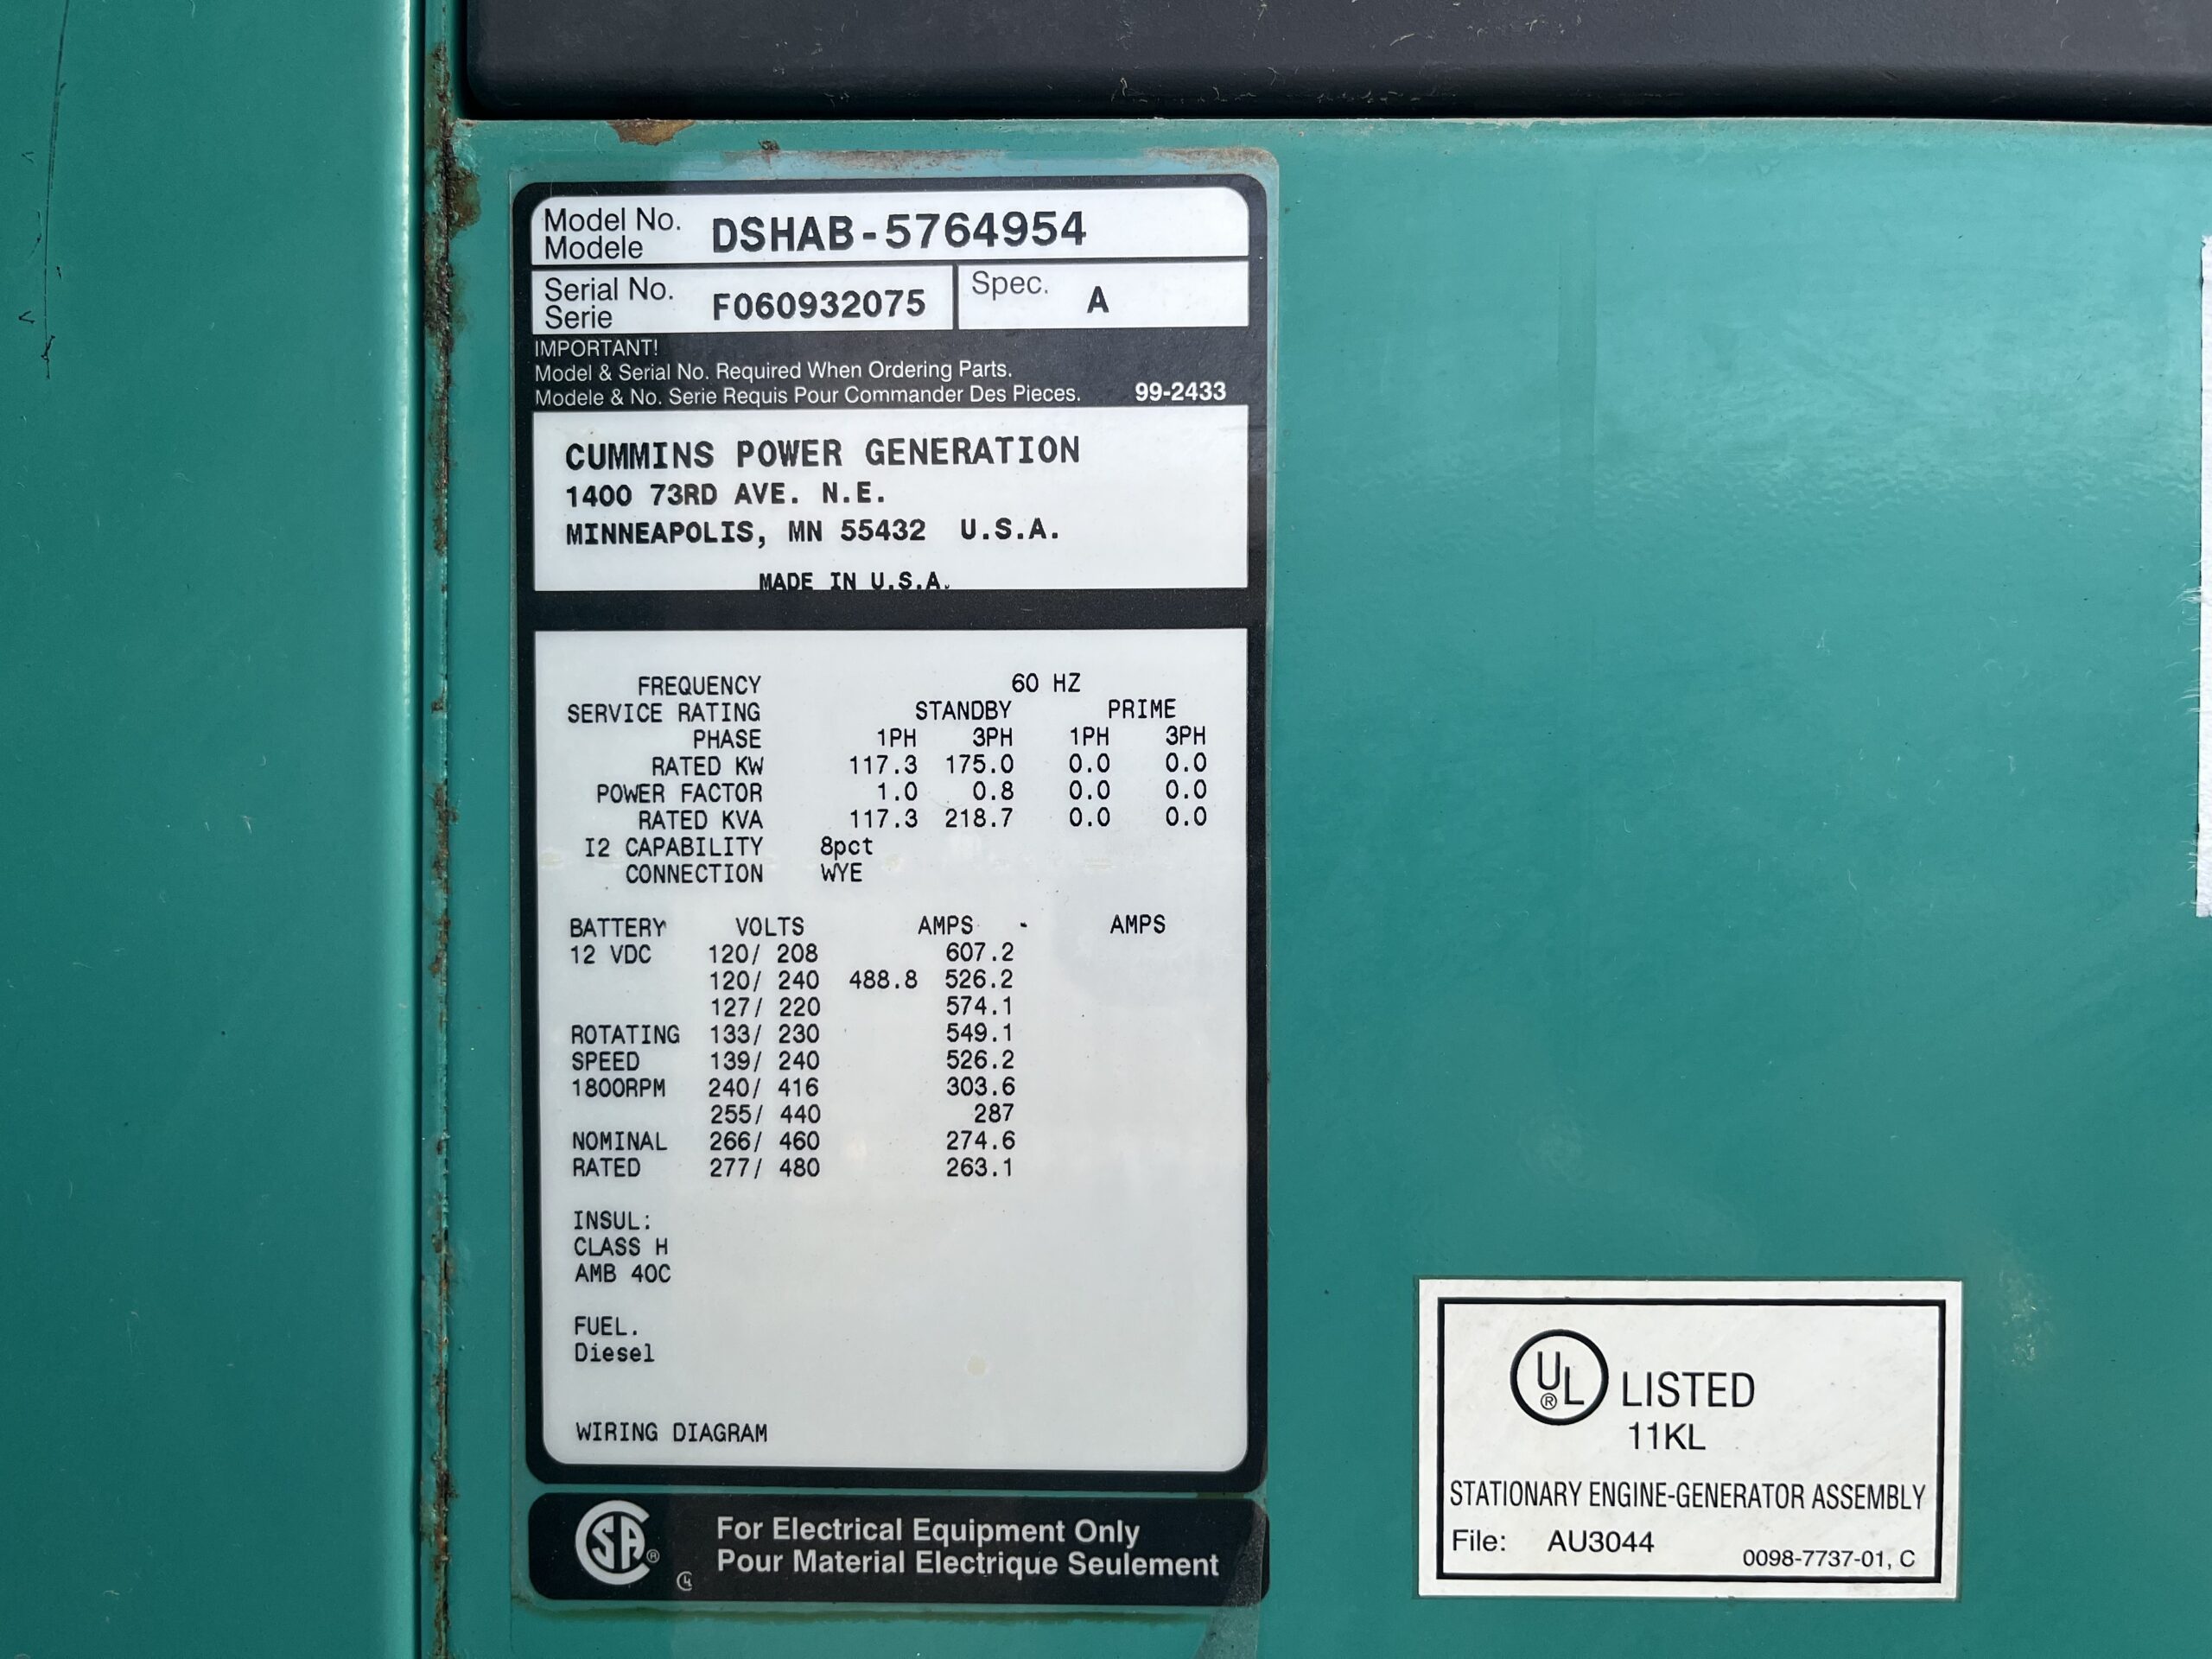 Model No.
Modele
DSHAB-5764954
Serial No.
Serie
F060932075
Spec. A
IMPORTANT!
Model & Serial No. Required When Ordering Parts.
Modele & No. Serie Requis Pour Commander Des Pieces. 99-2433
CUMMINS POWER GENERATION
1400 73RD AVE. N.E.
MINNEAPOLIS, MN 55432 U.S.A.
MADE IN U.S.A.
FREQUENCY 60 HZ
SERVICE RATING STANDBY PRIME
PHASE 1PH 3PH 1PH 3PH
RATED KW 117.3 175.0 0.0 0.0
POWER FACTOR 1.0 0.8 0.0 0.0
RATED KVA 117.3 218.7 0.0 0.0
I2 CAPABILITY 8pct
CONNECTION WYE
BATTERY VOLTS AMPS - AMPS
12 VDC 120/ 208 607.2
120/ 240 488.8 526.2
127/ 220 574.1
ROTATING 133/ 230 549.1
SPEED 139/ 240 526.2
1800RPM 240/ 416 303.6
255/ 440 287
NOMINAL 266/ 460 274.6
RATED 277/ 480 263.1
INSUL:
CLASS H
AMB 40C
FUEL.
Diesel
WIRING DIAGRAM
SA ®
For Electrical Equipment Only
Pour Material Electrique Seulement
UL ® LISTED
11KL
STATIONARY ENGINE-GENERATOR ASSEMBLY
File: AU3044
0098-7737-01, C